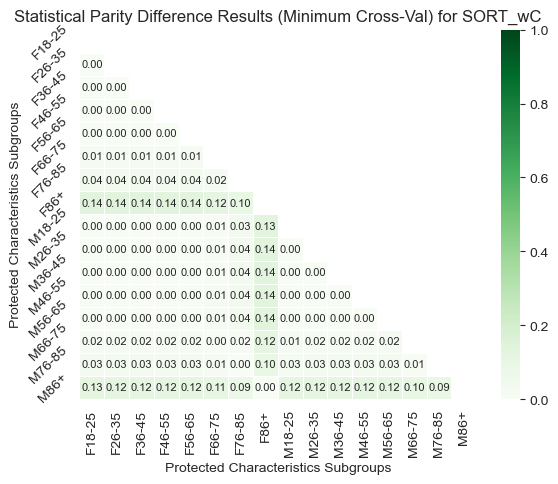 Statistical Parity Difference Results (Minimum Cross-Val) for SORT_wC
Protected Characteristics Subgroups
F18-25
F26-35 0.00
F36-45 0.00 0.00
F46-55 0.00 0.00 0.00
F56-65 0.00 0.00 0.00 0.00
F66-75 0.01 0.01 0.01 0.01 0.01
F76-85 0.04 0.04 0.04 0.04 0.04 0.02
F86+ 0.14 0.14 0.14 0.14 0.14 0.12 0.10
M18-25 0.00 0.00 0.00 0.00 0.00 0.01 0.03 0.13
M26-35 0.00 0.00 0.00 0.00 0.00 0.01 0.04 0.14 0.00
M36-45 0.00 0.00 0.00 0.00 0.00 0.01 0.04 0.14 0.00 0.00
M46-55 0.00 0.00 0.00 0.00 0.00 0.01 0.04 0.14 0.00 0.00 0.00
M56-65 0.00 0.00 0.00 0.00 0.00 0.01 0.04 0.14 0.00 0.00 0.00 0.00
M66-75 0.02 0.02 0.02 0.02 0.02 0.00 0.02 0.12 0.01 0.02 0.02 0.02 0.02
M76-85 0.03 0.03 0.03 0.03 0.03 0.01 0.00 0.10 0.03 0.03 0.03 0.03 0.03 0.01
M86+ 0.13 0.12 0.12 0.12 0.12 0.11 0.09 0.00 0.12 0.12 0.12 0.12 0.12 0.10 0.09
F18-25 F26-35 F36-45 F46-55 F56-65 F66-75 F76-85 F86+ M18-25 M26-35 M36-45 M46-55 M56-65 M66-75 M76-85 M86+
Protected Characteristics Subgroups
1.0
0.8
0.6
0.4
0.2
0.0